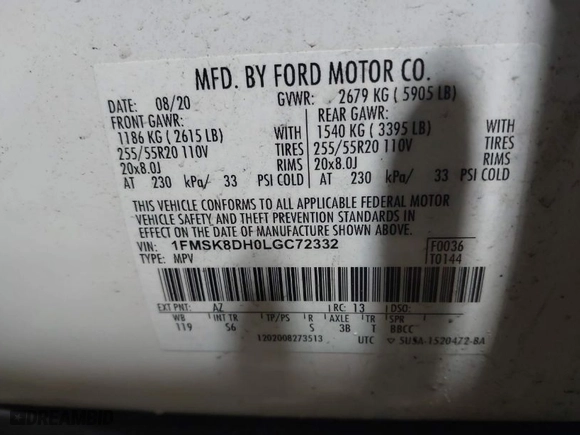 MFD. BY FORD MOTOR CO.
DATE: 08/20 GVWR: 2679 KG ( 5905 LB)
FRONT GAWR: REAR GAWR:
1186 KG ( 2615 LB) WITH 1540 KG ( 3395 LB) WITH
255/55R20 110V TIRES 255/55R20 110V TIRES
20x8.0J RIMS 20x8.0J RIMS
AT 230 kPa/ 33 PSI COLD AT 230 kPa/ 33 PSI COLD
THIS VEHICLE CONFORMS TO ALL APPLICABLE FEDERAL MOTOR
VEHICLE SAFETY, AND THEFT PREVENTION STANDARDS IN
EFFECT ON THE DATE OF MANUFACTURE SHOWN ABOVE.
VIN: 1FMSK8DH0LGC72332 F0036
TYPE: MPV T0144
EXT PNT: AZ RC: 13 DSO:
WB INT TR TP/PS R AXLE TR SPR
119 S6 S 3B T BBCC
1202008273513 UTC 5USA-1520472-BA
DREAMBID